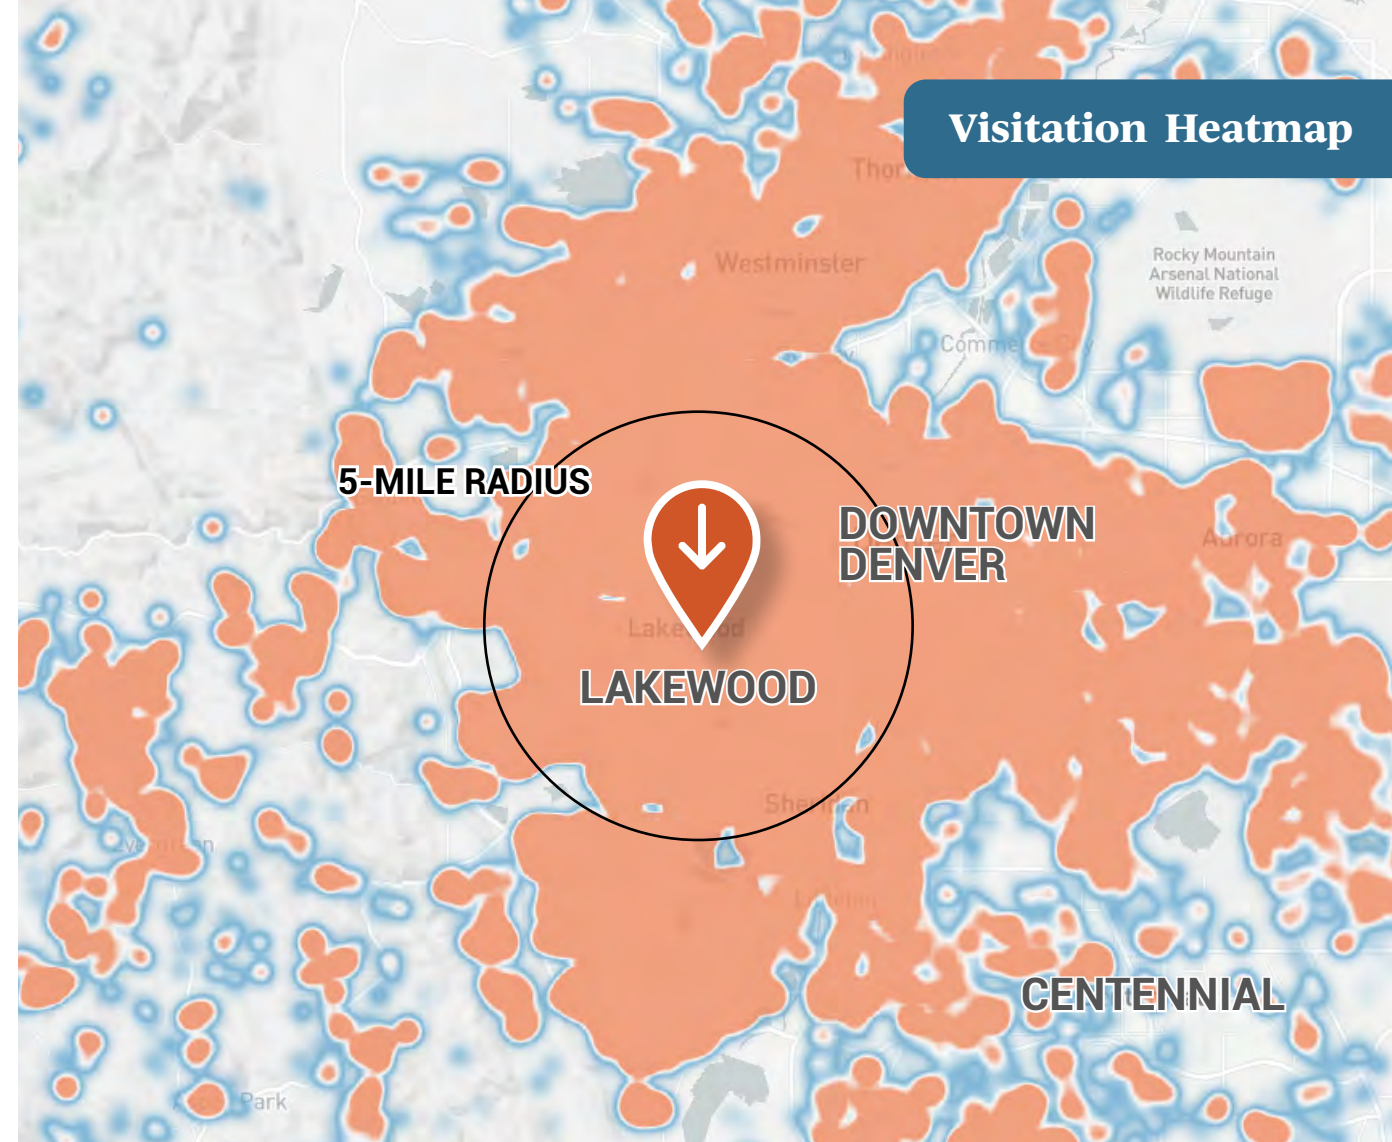 Visitation Heatmap
Westminster
Rocky Mountain
Arsenal National
Wildlife Refuge
5-MILE RADIUS
DOWNTOWN
DENVER
Aurora
LAKEWOOD
CENTENNIAL
Park